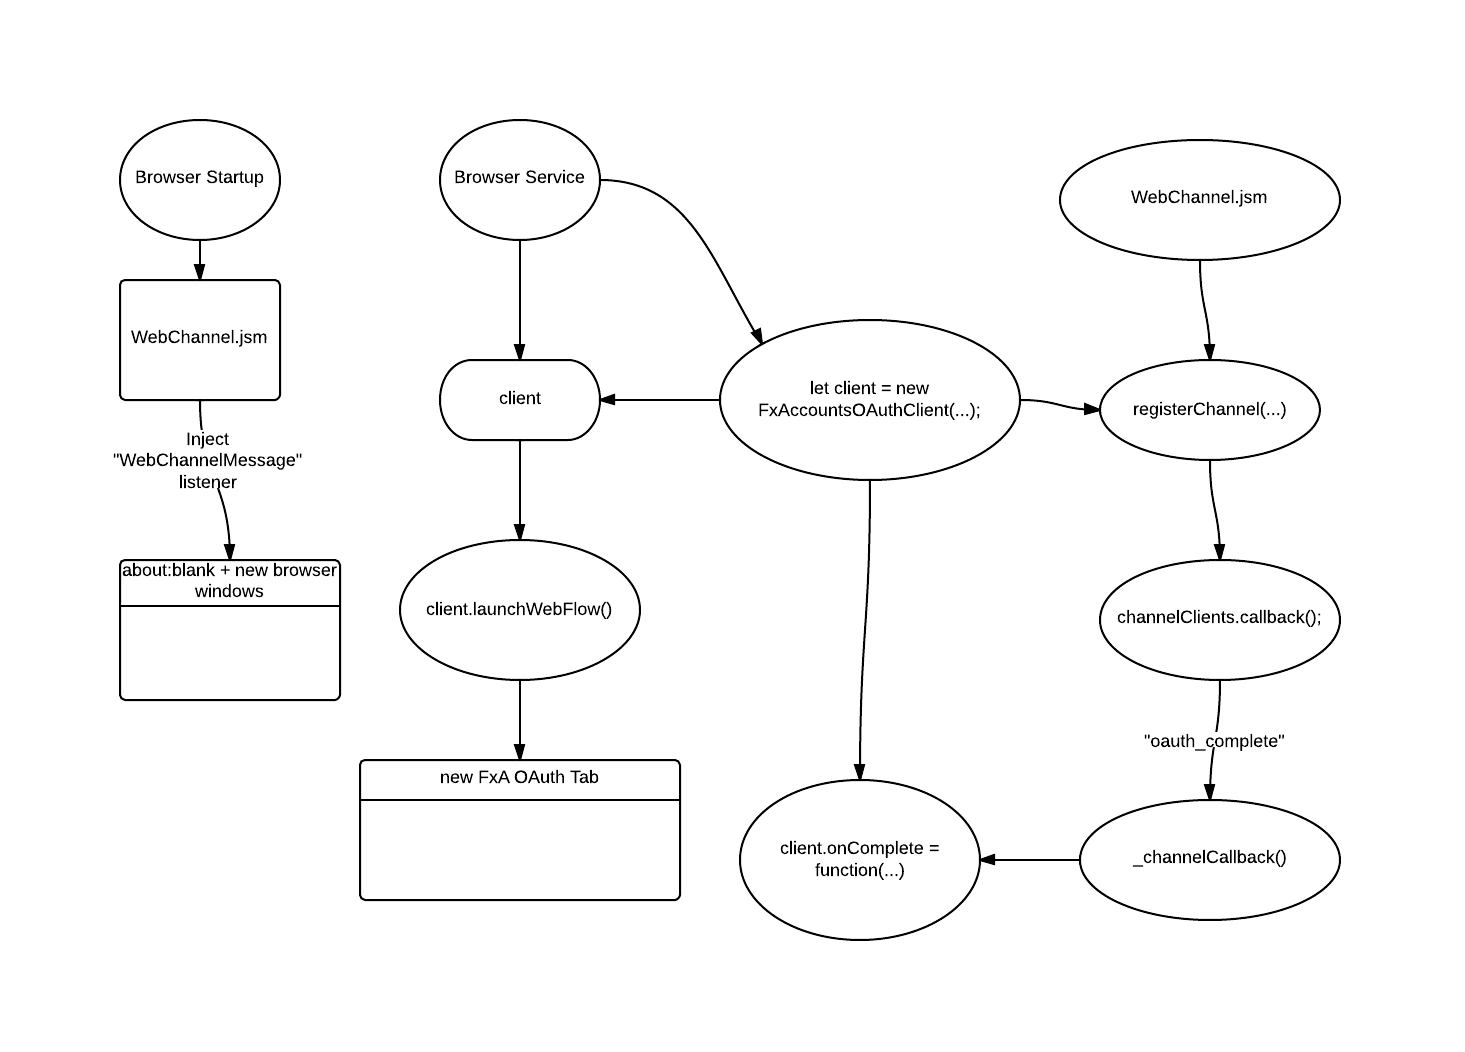 Browser Startup
WebChannel.jsm
Inject
"WebChannelMessage"
listener
about:blank + new browser
windows
Browser Service
client
client.launchWebFlow()
new FxA OAuth Tab
let client = new
FxAccountsOAuthClient(...);
client.onComplete =
function(...)
WebChannel.jsm
registerChannel(...)
channelClients.callback();
"oauth_complete"
_channelCallback()